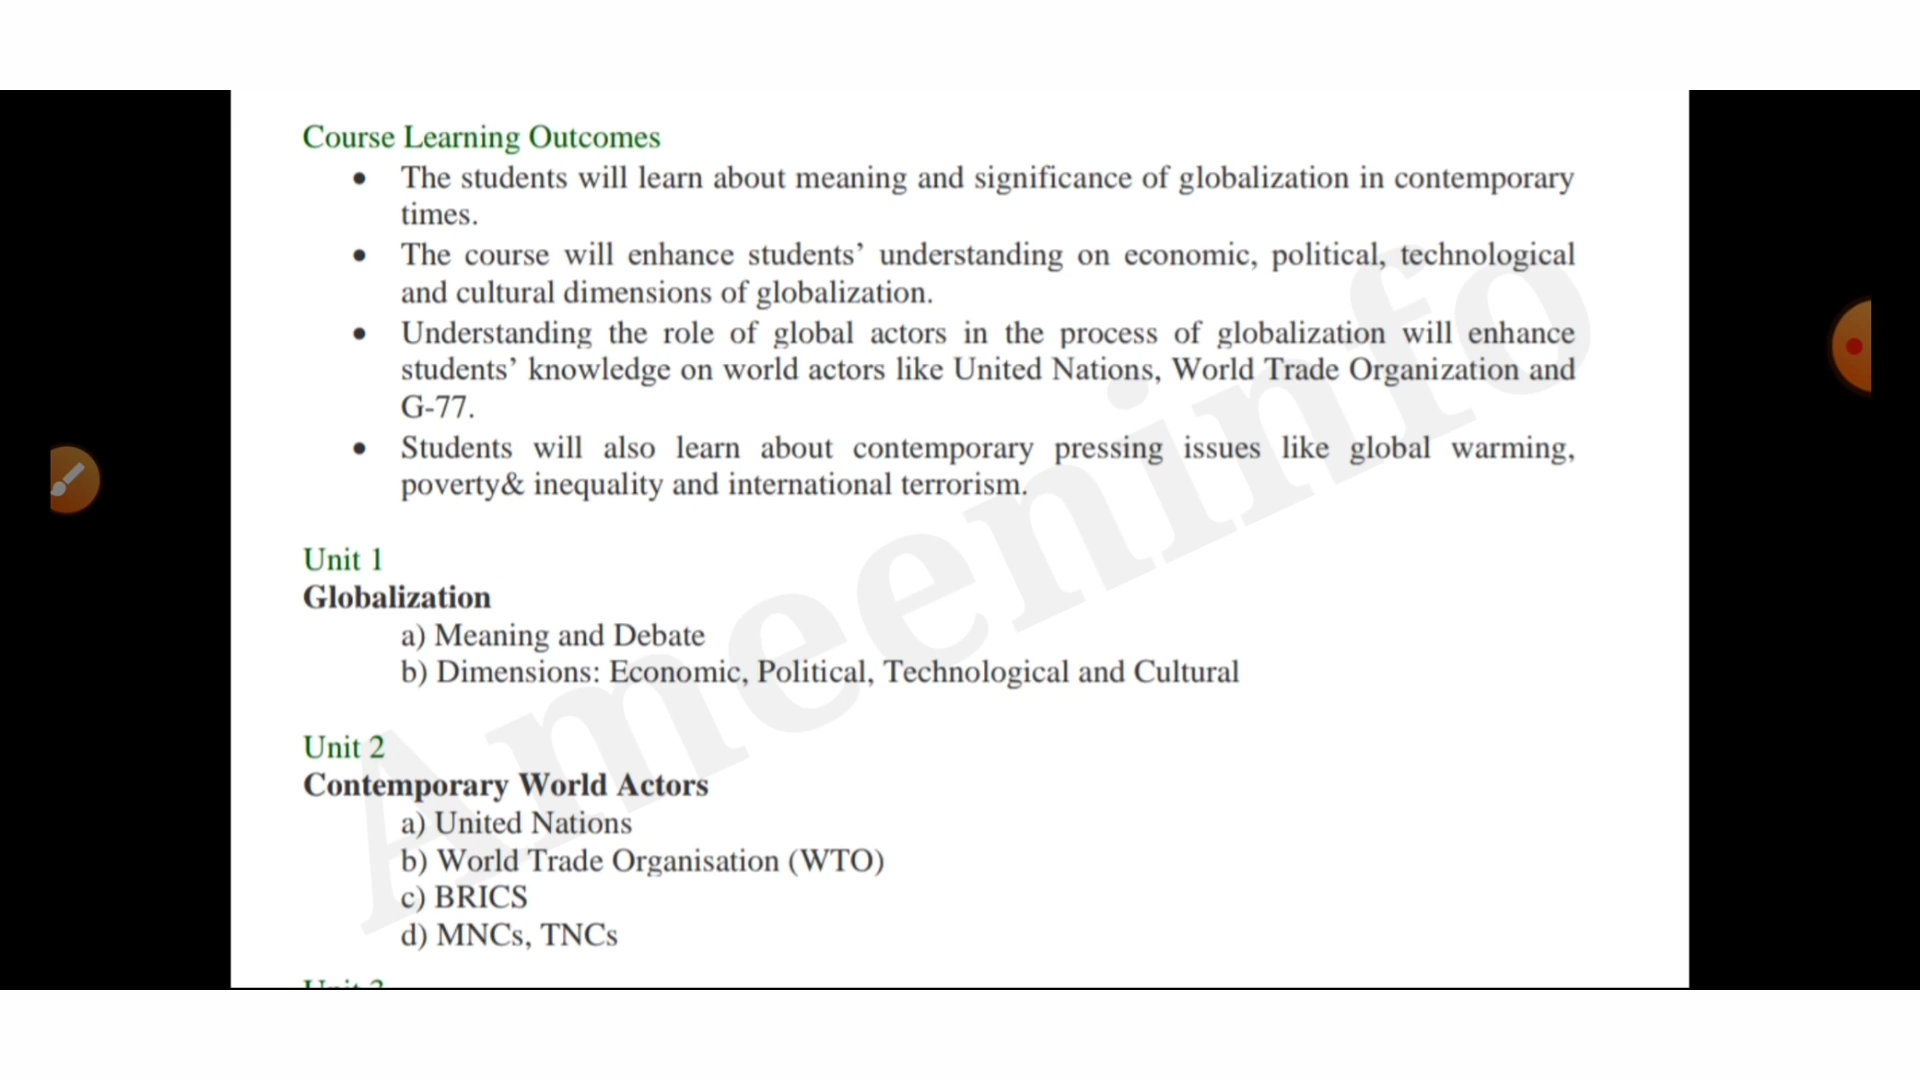 Course Learning Outcomes
• The students will learn about meaning and significance of globalization in contemporary
times.
• The course will enhance students’ understanding on economic, political, technological
and cultural dimensions of globalization.
• Understanding the role of global actors in the process of globalization will enhance
students’ knowledge on world actors like United Nations, World Trade Organization and
G-77.
• Students will also learn about contemporary pressing issues like global warming,
poverty& inequality and international terrorism.
Unit 1
Globalization
a) Meaning and Debate
b) Dimensions: Economic, Political, Technological and Cultural
Unit 2
Contemporary World Actors
a) United Nations
b) World Trade Organisation (WTO)
c) BRICS
d) MNCs, TNCs
Ameeninfo